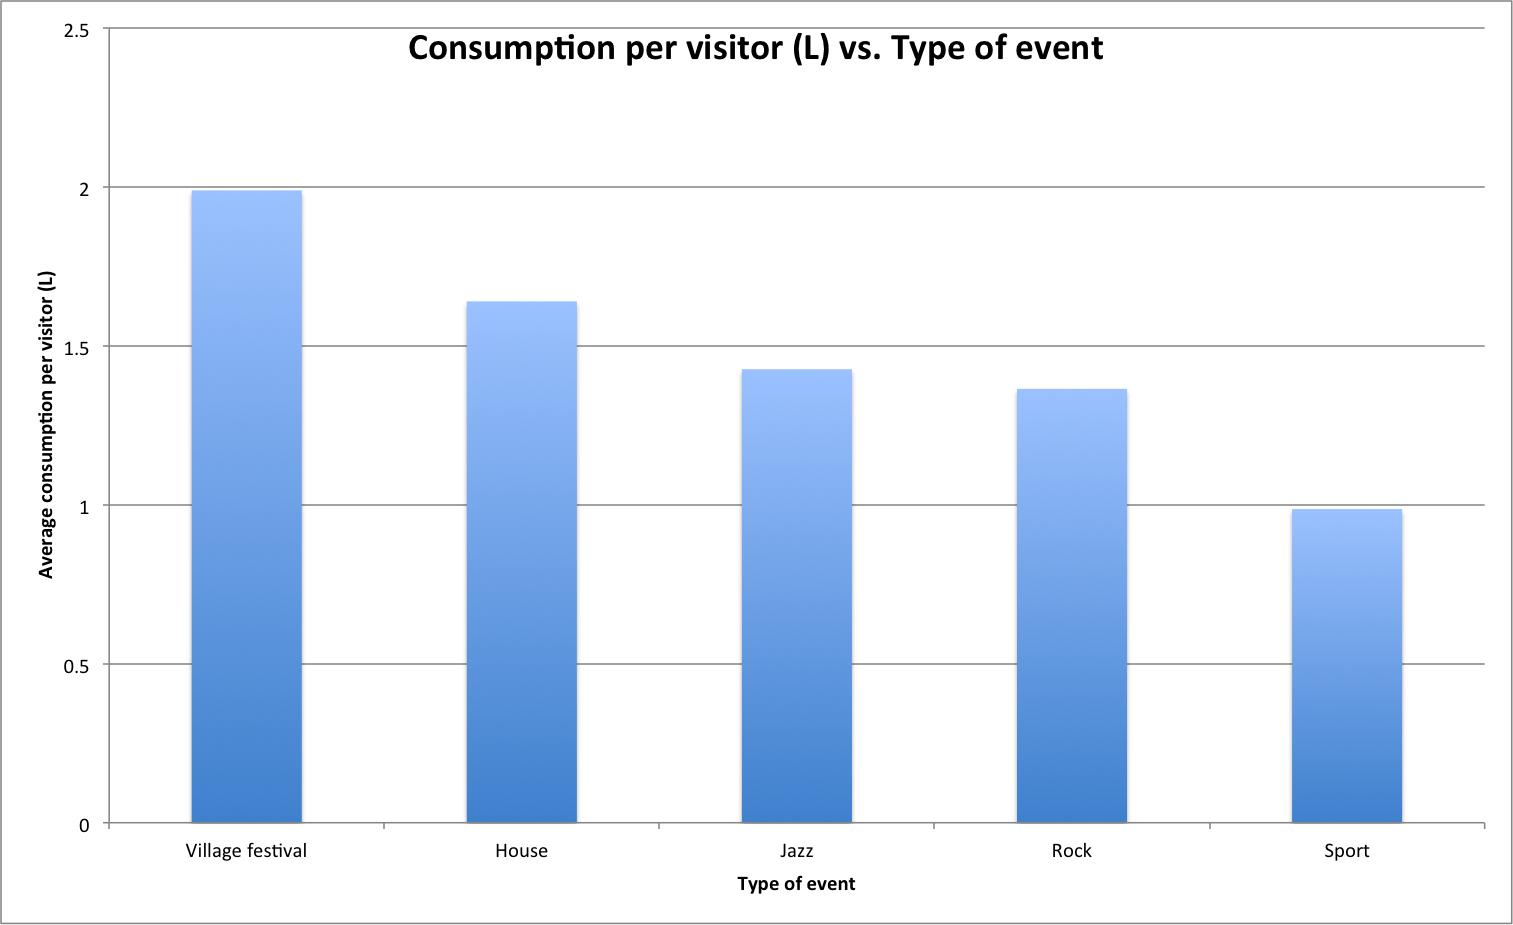 Consumption per visitor (L) vs. Type of event
2.5
2
1.5
1
0.5
0
Average consumption per visitor (L)
Village festival House Jazz Rock Sport
Type of event